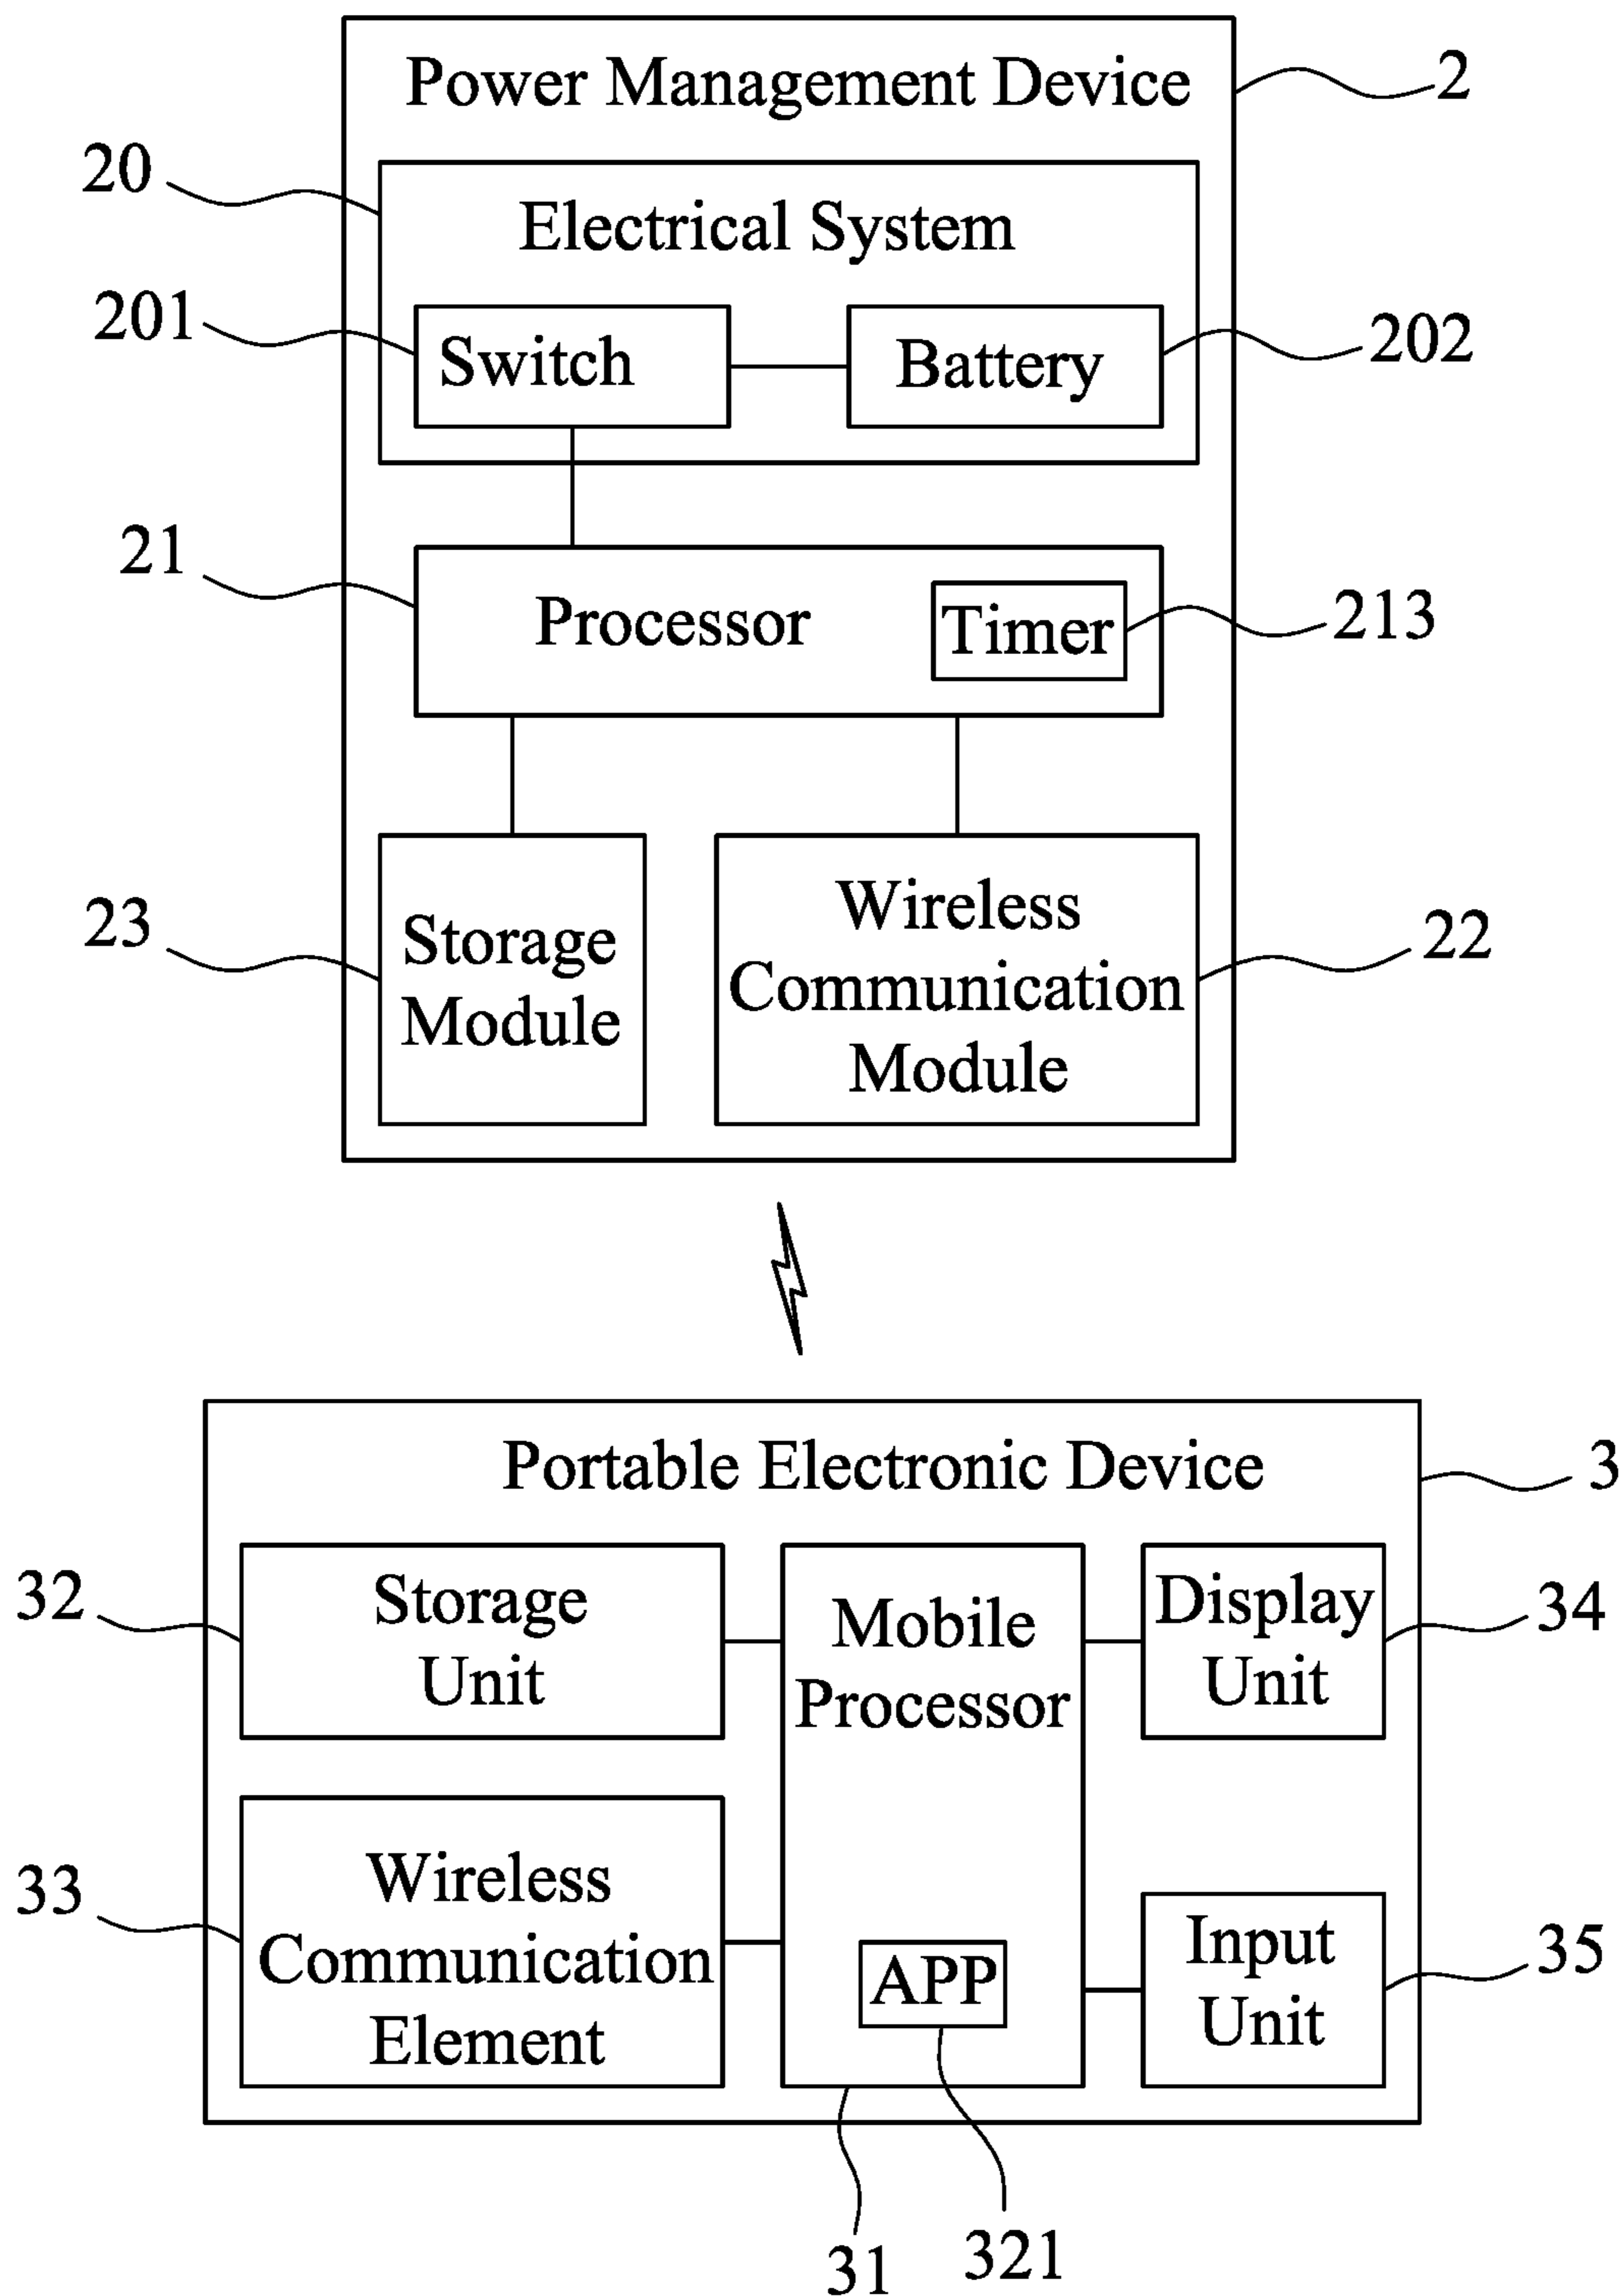 Power Management Device
2
20
Electrical System
201
Switch
Battery
202
21
Processor
Timer
213
23
Storage
Module
Wireless
Communication
Module
22
Portable Electronic Device
3
32
Storage
Unit
Mobile
Processor
Display
Unit
34
33
Wireless
Communication
Element
APP
Input
Unit
35
31
321